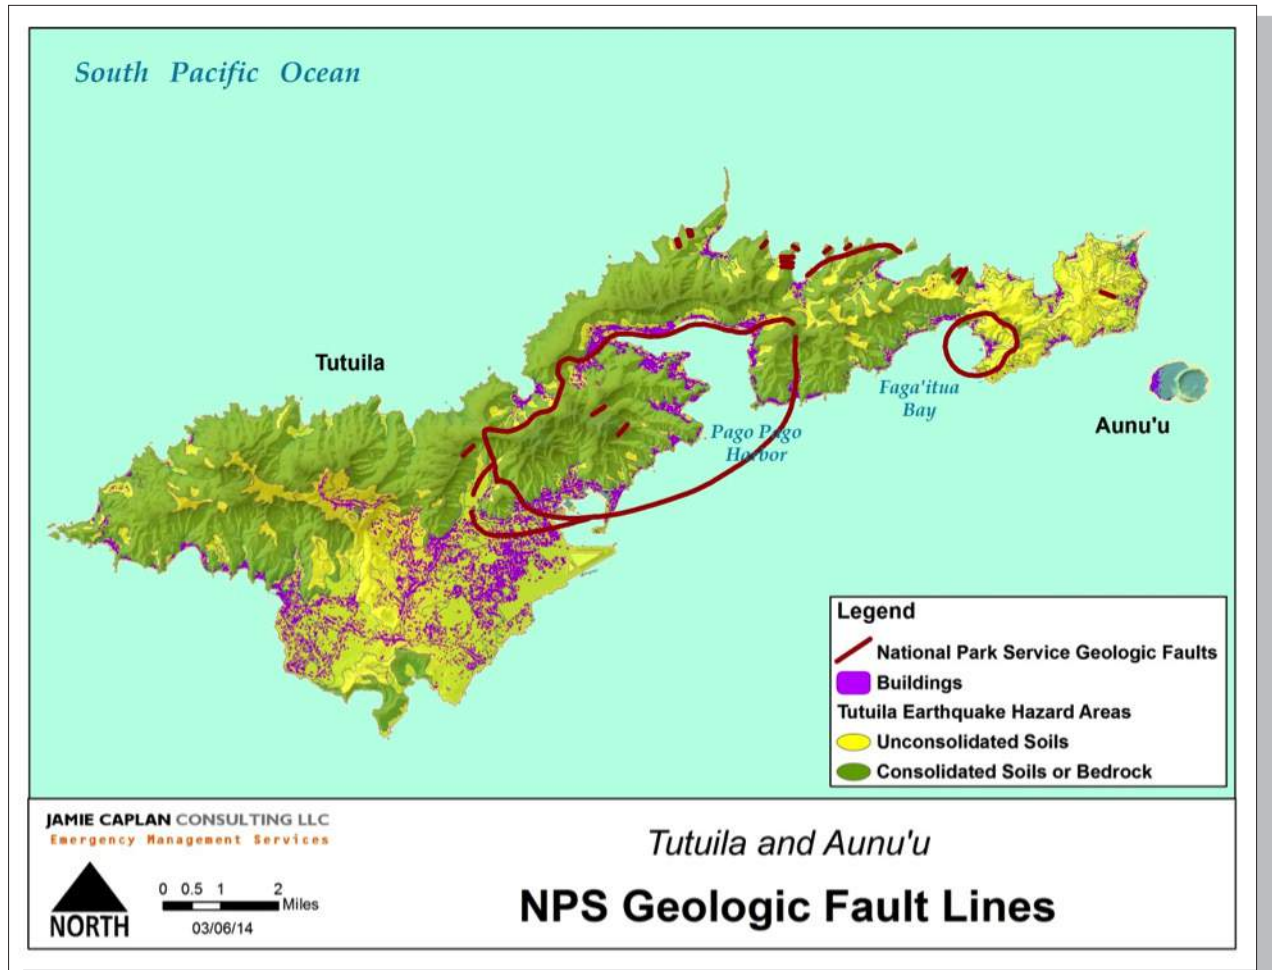 South Pacific Ocean
Tutuila
Faga'itua
Bay
Aunu'u
Pago Pago
Harbor
Legend
National Park Service Geologic Faults
Buildings
Tutuila Earthquake Hazard Areas
Unconsolidated Soils
Consolidated Soils or Bedrock
JAMIE CAPLAN CONSULTING LLC
Emergency Management Services
NORTH
0 0.5 1 2
Miles
03/06/14
Tutuila and Aunu'u
NPS Geologic Fault Lines